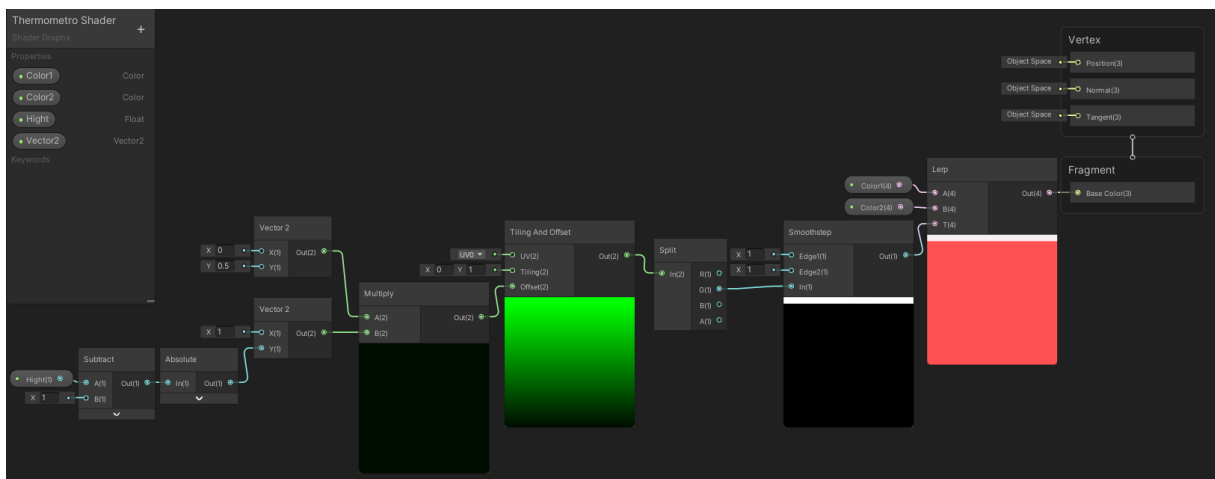 Thermometro Shader
+
Shader Graphs
Properties
Color1 Color
Color2 Color
Hight Float
Vector2 Vector2
Keywords
Hight(1)
X 1
Subtract
A(1) Out(1)
B(1)
Absolute
In(1) Out(1)
X 0
Y 0.5
Vector 2
X(1) Out(2)
Y(1)
X 1
Vector 2
X(1) Out(2)
Y(1)
Multiply
A(2) Out(2)
B(2)
UV0
X 0 Y 1
Tiling And Offset
UV(2) Out(2)
Tiling(2)
Offset(2)
Split
In(2) R(1)
G(1)
B(1)
A(1)
X 1
X 1
Smoothstep
Edge1(1) Out(1)
Edge2(1)
In(1)
Color1(4)
Color2(4)
Lerp
A(4) Out(4)
B(4)
T(4)
Vertex
Object Space Position(3)
Object Space Normal(3)
Object Space Tangent(3)
Fragment
Base Color(3)